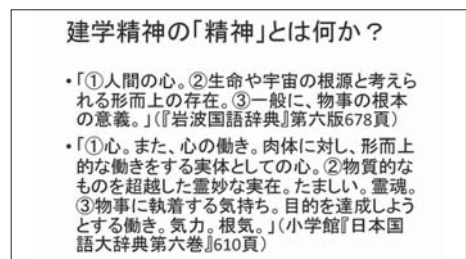 建学精神の「精神」とは何か？
•「①人間の心。②生命や宇宙の根源と考えら
れる形而上の存在。③一般に、物事の根本
の意義。」(『岩波国語辞典』第六版678頁）
•「①心。また、心の働き。肉体に対し、形而上
的な働きをする実体としての心。②物質的な
ものを超越した霊妙な実在。たましい。霊魂。
③物事に執着する気持ち。目的を達成しよう
とする働き。気力。根気。」（小学館『日本国
語大辞典第六巻』610頁）